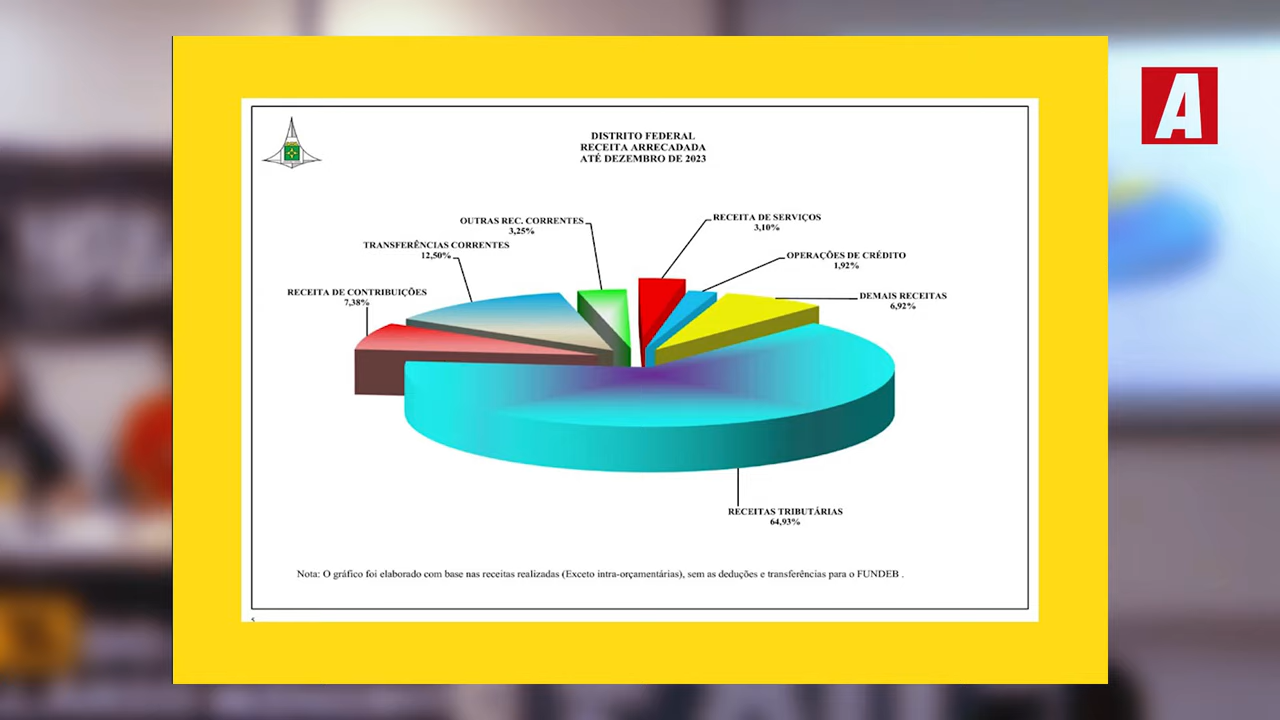 A
DISTRITO FEDERAL
RECEITA ARRECADADA
ATÉ DEZEMBRO DE 2023
OUTRAS REC. CORRENTES
3,25%
RECEITA DE SERVIÇOS
3,10%
TRANSFERÊNCIAS CORRENTES
12,50%
OPERAÇÕES DE CRÉDITO
1,92%
RECEITA DE CONTRIBUIÇÕES
7,38%
DEMAIS RECEITAS
6,92%
RECEITAS TRIBUTÁRIAS
64,93%
Nota: O gráfico foi elaborado com base nas receitas realizadas (Exceto intra-orçamentárias), sem as deduções e transferências para o FUNDEB .